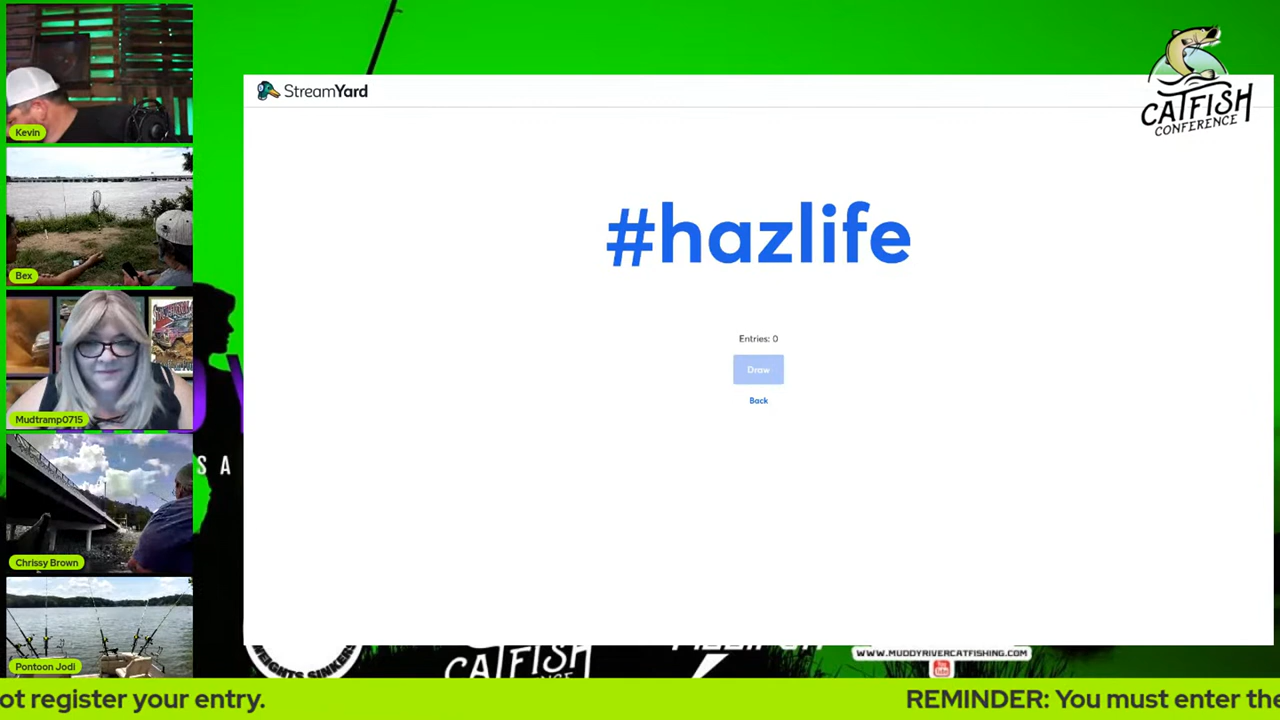 Kevin
Bex
Mudtramp0715
Chrissy Brown
Pontoon Jodi
StreamYard
CATFISH
CONFERENCE
#hazlife
Entries: 0
Draw
Back
S A
CATFISH
WWW.MUDDYRIVERCATFISHING.COM
ot register your entry.
REMINDER: You must enter the